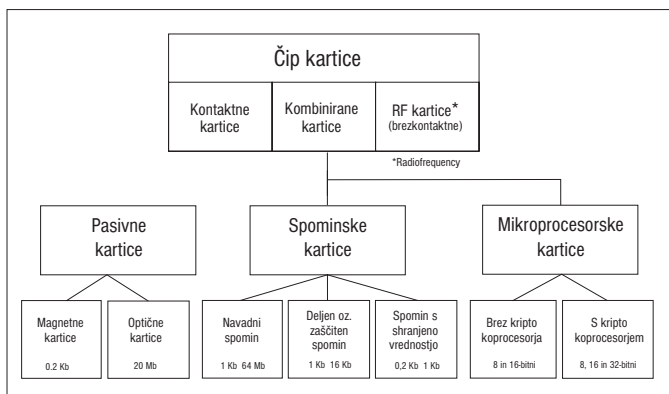 Čip kartice
Kontaktne
kartice
Kombinirane
kartice
RF kartice*
(brezkontaktne)
*Radiofrequency
Pasivne
kartice
Spominske
kartice
Mikroprocesorske
kartice
Magnetne
kartice
0.2 Kb
Optične
kartice
20 Mb
Navadni
spomin
1 Kb 64 Mb
Deljen oz.
zaščiten
spomin
1 Kb 16 Kb
Spomin s
shranjeno
vrednostjo
0,2 Kb 1 Kb
Brez kripto
koprocesorja
8 in 16-bitni
S kripto
koprocesorjem
8, 16 in 32-bitni